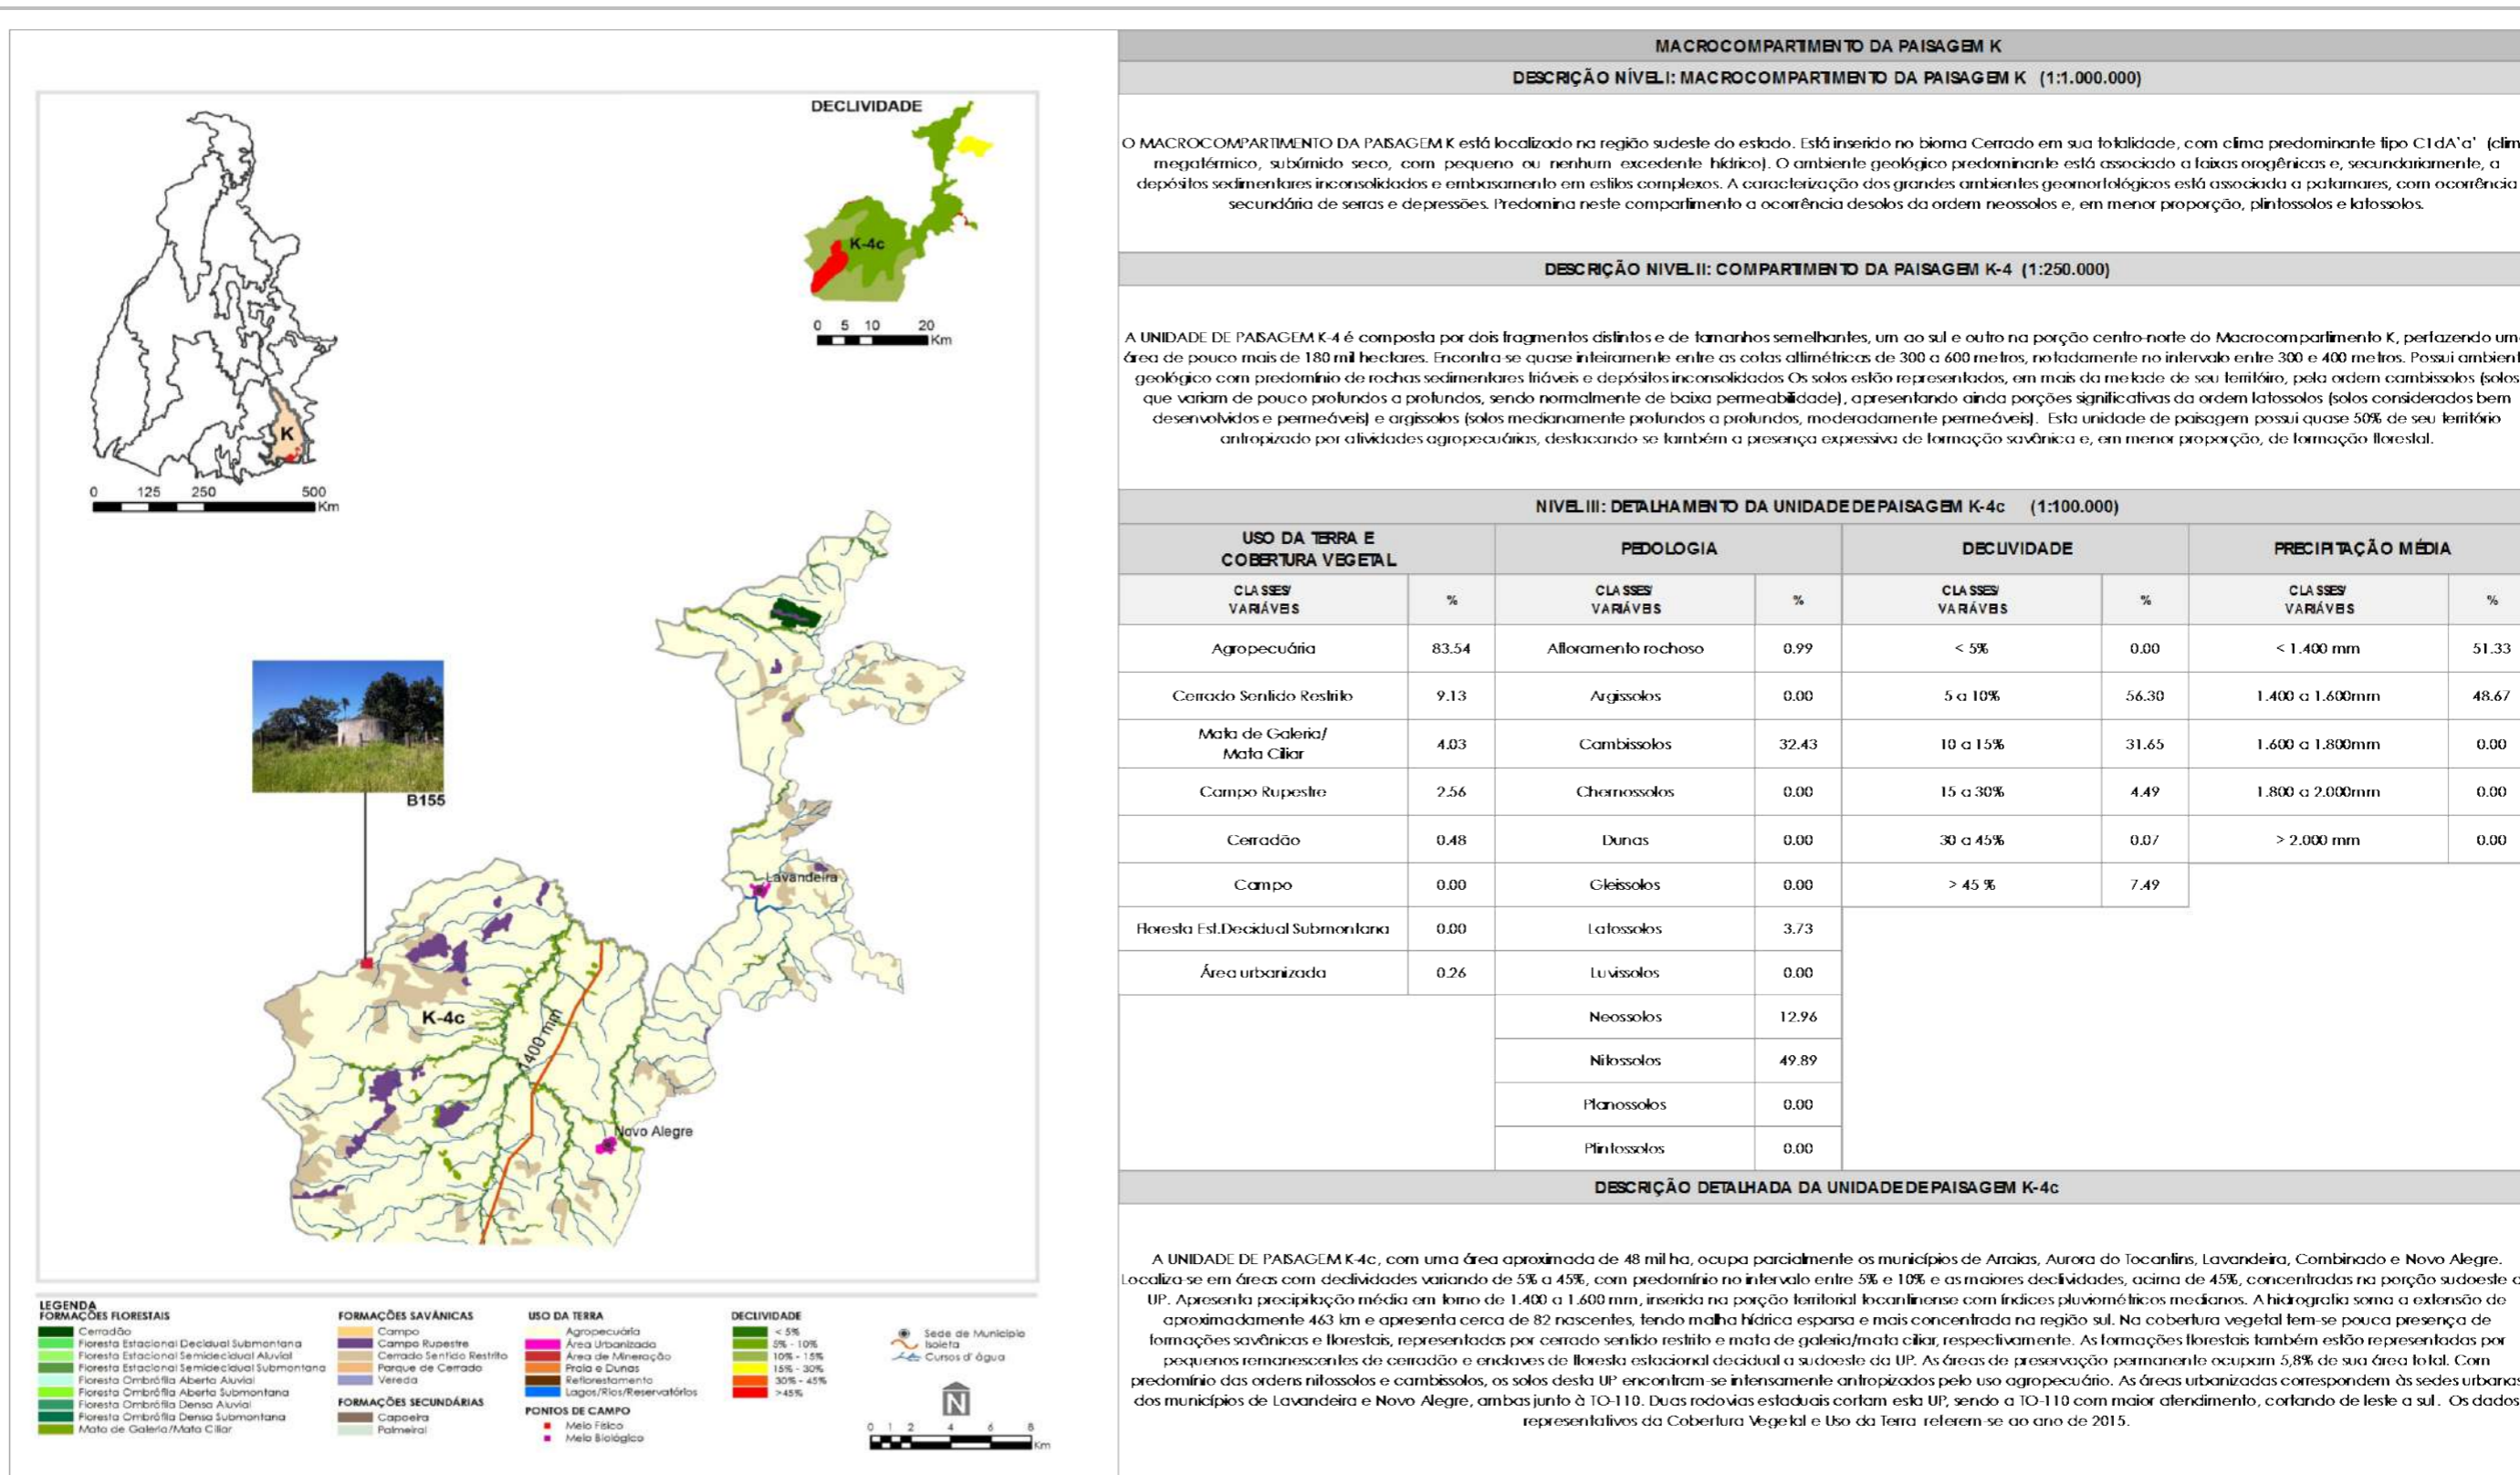 DECLIVIDADE
K-4c
0 5 10 20
Km
K
0 125 250 500
Km
B155
Lavandeira
K-4c
1400 mm
Novo Alegre
LEGENDA
FORMAÇÕES FLORESTAIS
Cerradão
Floresta Estacional Decidual Submontana
Floresta Estacional Semidecidual Aluvial
Floresta Estacional Semidecidual Submontana
Floresta Ombrófila Aberta Aluvial
Floresta Ombrófila Aberta Submontana
Floresta Ombrófila Densa Aluvial
Floresta Ombrófila Densa Submontana
Mata de Galeria/Mata Ciliar
FORMAÇÕES SAVÂNICAS
Campo
Campo Rupestre
Cerrado Sentido Restrito
Parque de Cerrado
Vereda
FORMAÇÕES SECUNDÁRIAS
Capoeira
Palmeiral
USO DA TERRA
Agropecuária
Área Urbanizada
Área de Mineração
Praia e Dunas
Reflorestamento
Lagos/Rios/Reservatórios
PONTOS DE CAMPO
Meio Físico
Meio Biológico
DECLIVIDADE
< 5%
5% - 10%
10% - 15%
15% - 30%
30% - 45%
>45%
Sede de Município
Isoieta
Cursos d' água
N
0 1 2 4 6 8
Km
MACROCOMPARTIMENTO DA PAISAGEM K
DESCRIÇÃO NÍVEL I: MACROCOMPARTIMENTO DA PAISAGEM K (1:1.000.000)
O MACROCOMPARTIMENTO DA PAISAGEM K está localizado na região sudeste do estado. Está inserido no bioma Cerrado em sua totalidade, com clima predominante tipo C1dA'a' (clim
megatérmico, subúmido seco, com pequeno ou nenhum excedente hídrico). O ambiente geológico predominante está associado a faixas orogênicas e, secundariamente, a
depósitos sedimentares inconsolidados e embasamento em estilos complexos. A caracterização dos grandes ambientes geomorfológicos está associada a patamares, com ocorrência
secundária de serras e depressões. Predomina neste compartimento a ocorrência desolos da ordem neossolos e, em menor proporção, plintossolos e latossolos.
DESCRIÇÃO NIVEL II: COMPARTIMENTO DA PAISAGEM K-4 (1:250.000)
A UNIDADE DE PAISAGEM K-4 é composta por dois fragmentos distintos e de tamanhos semelhantes, um ao sul e outro na porção centro-norte do Macrocompartimento K, perfazendo um
área de pouco mais de 180 mil hectares. Encontra-se quase inteiramente entre as cotas altimétricas de 300 a 600 metros, notadamente no intervalo entre 300 e 400 metros. Possui ambient
geológico com predomínio de rochas sedimentares friáveis e depósitos inconsolidados Os solos estão representados, em mais da metade de seu territóiro, pela ordem cambissolos (solos
que variam de pouco profundos a profundos, sendo normalmente de baixa permeabilidade), apresentando ainda porções significativas da ordem latossolos (solos considerados bem
desenvolvidos e permeáveis) e argissolos (solos medianamente profundos a profundos, moderadamente permeáveis). Esta unidade de paisagem possui quase 50% de seu território
antropizado por atividades agropecuárias, destacando-se também a presença expressiva de formação savânica e, em menor proporção, de formação florestal.
NIVEL III: DETALHAMENTO DA UNIDADE DE PAISAGEM K-4c (1:100.000)
USO DA TERRA E
COBERTURA VEGETAL
PEDOLOGIA
DECLIVIDADE
PRECIPITAÇÃO MÉDIA
CLASSES/
VARIÁVEIS % CLASSES/
VARIÁVEIS % CLASSES/
VARIÁVEIS % CLASSES/
VARIÁVEIS %
Agropecuária 83.54 Afloramento rochoso 0.99 < 5% 0.00 < 1.400 mm 51.33
Cerrado Sentido Restrito 9.13 Argissolos 0.00 5 a 10% 56.30 1.400 a 1.600mm 48.67
Mata de Galeria/
Mata Ciliar 4.03 Cambissolos 32.43 10 a 15% 31.65 1.600 a 1.800mm 0.00
Campo Rupestre 2.56 Chernossolos 0.00 15 a 30% 4.49 1.800 a 2.000mm 0.00
Cerradão 0.48 Dunas 0.00 30 a 45% 0.07 > 2.000 mm 0.00
Campo 0.00 Gleissolos 0.00 > 45 % 7.49
Floresta Est.Decidual Submontana 0.00 Latossolos 3.73
Área urbanizada 0.26 Luvissolos 0.00
Neossolos 12.96
Nitossolos 49.89
Planossolos 0.00
Plintossolos 0.00
DESCRIÇÃO DETALHADA DA UNIDADE DE PAISAGEM K-4c
A UNIDADE DE PAISAGEM K-4c, com uma área aproximada de 48 mil ha, ocupa parcialmente os municípios de Arraias, Aurora do Tocantins, Lavandeira, Combinado e Novo Alegre.
Localiza-se em áreas com declividades variando de 5% a 45%, com predomínio no intervalo entre 5% e 10% e as maiores declividades, acima de 45%, concentradas na porção sudoeste d
UP. Apresenta precipitação média em torno de 1.400 a 1.600 mm, inserida na porção territorial tocantinense com índices pluviométricos medianos. A hidrografia soma a extensão de
aproximadamente 463 km e apresenta cerca de 82 nascentes, tendo malha hídrica esparsa e mais concentrada na região sul. Na cobertura vegetal tem-se pouca presença de
formações savânicas e florestais, representadas por cerrado sentido restrito e mata de galeria/mata ciliar, respectivamente. As formações florestais também estão representadas por
pequenos remanescentes de cerradão e enclaves de floresta estacional decidual a sudoeste da UP. As áreas de preservação permanente ocupam 5,8% de sua área total. Com
predomínio das ordens nitossolos e cambissolos, os solos desta UP encontram-se intensamente antropizados pelo uso agropecuário. As áreas urbanizadas correspondem às sedes urbanas
dos municípios de Lavandeira e Novo Alegre, ambas junto à TO-110. Duas rodovias estaduais cortam esta UP, sendo a TO-110 com maior atendimento, cortando de leste a sul. Os dados
representativos da Cobertura Vegetal e Uso da Terra referem-se ao ano de 2015.